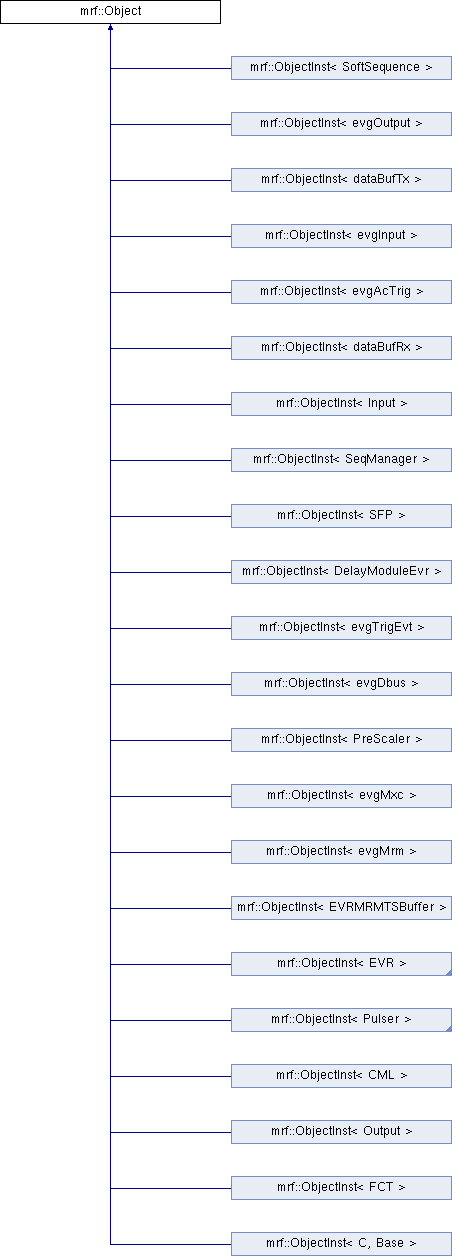 mrf::Object
mrf::ObjectInst< SoftSequence >
mrf::ObjectInst< evgOutput >
mrf::ObjectInst< dataBufTx >
mrf::ObjectInst< evgInput >
mrf::ObjectInst< evgAcTrig >
mrf::ObjectInst< dataBufRx >
mrf::ObjectInst< Input >
mrf::ObjectInst< SeqManager >
mrf::ObjectInst< SFP >
mrf::ObjectInst< DelayModuleEvr >
mrf::ObjectInst< evgTrigEvt >
mrf::ObjectInst< evgDbus >
mrf::ObjectInst< PreScaler >
mrf::ObjectInst< evgMxc >
mrf::ObjectInst< evgMrm >
mrf::ObjectInst< EVRMRMTSBuffer >
mrf::ObjectInst< EVR >
mrf::ObjectInst< Pulser >
mrf::ObjectInst< CML >
mrf::ObjectInst< Output >
mrf::ObjectInst< FCT >
mrf::ObjectInst< C, Base >